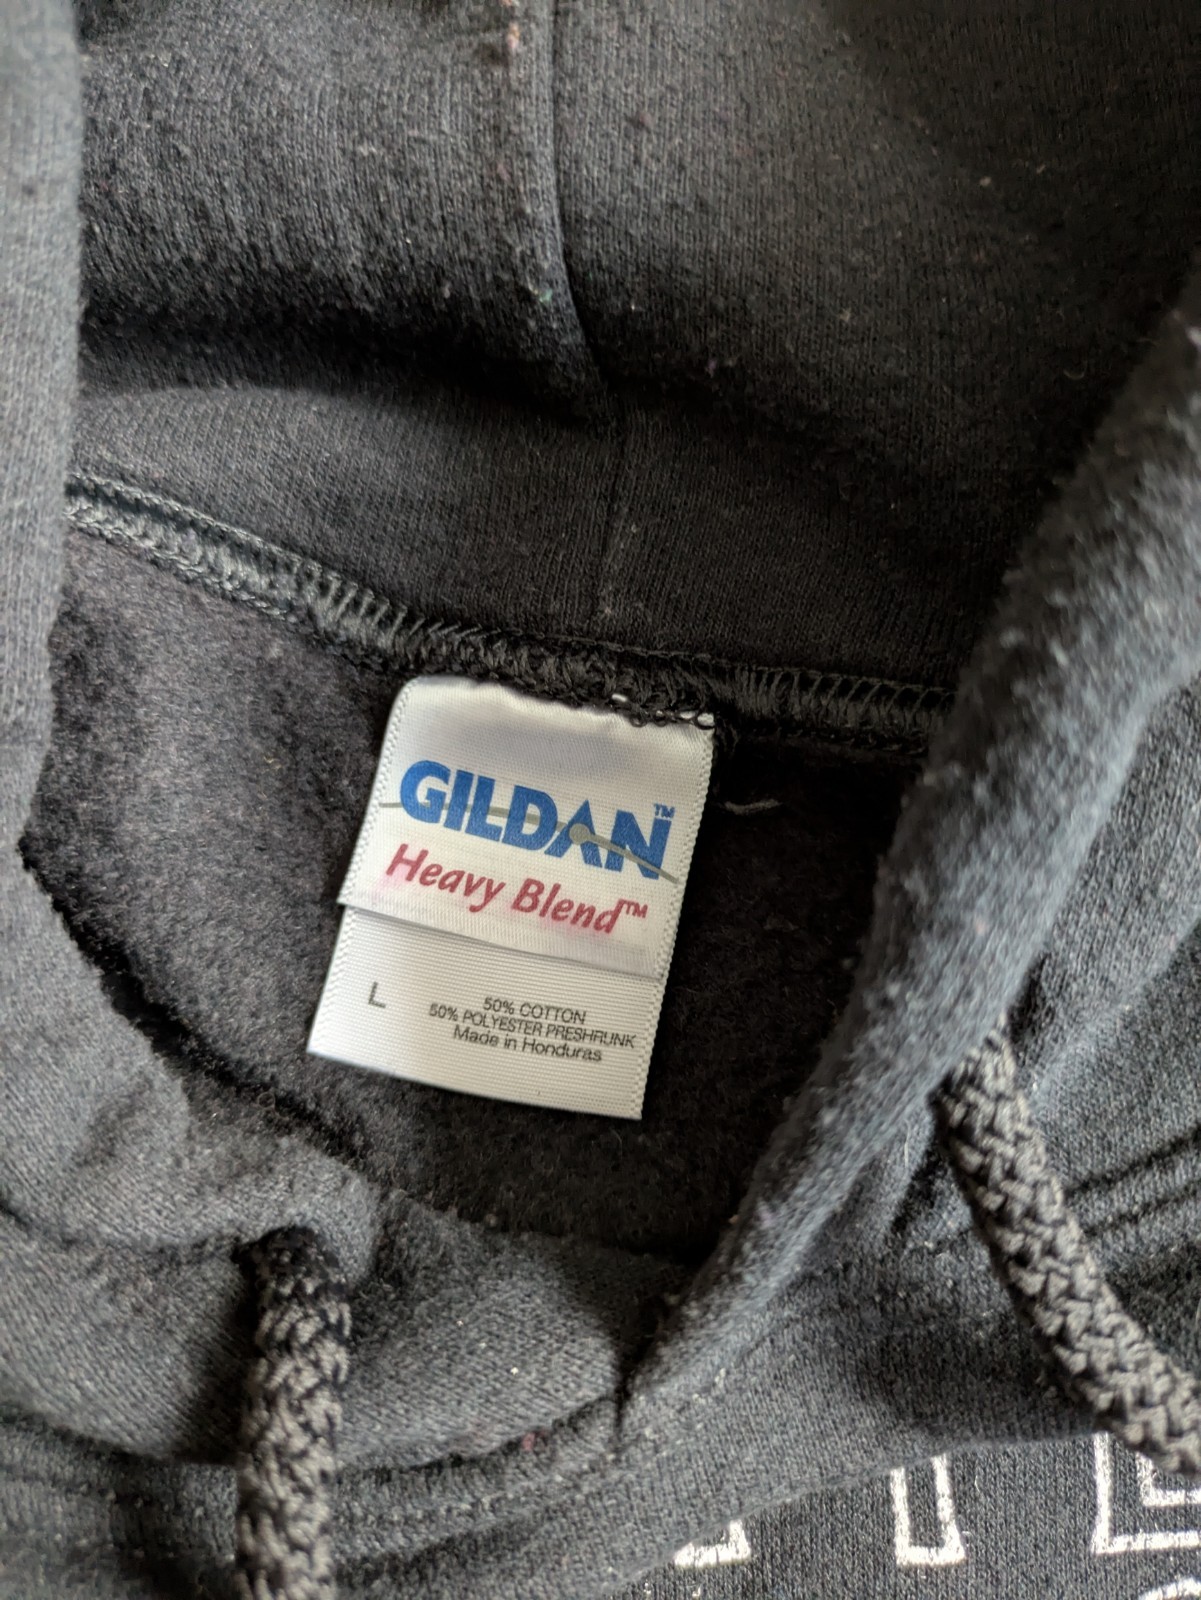 GILDAN™
Heavy Blend™
L
50% COTTON
50% POLYESTER PRESHRUNK
Made in Honduras